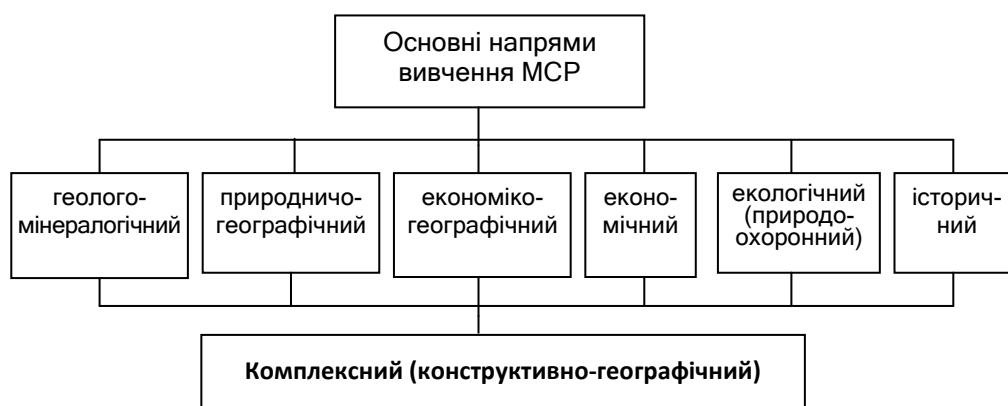 Основні напрями
вивчення МСР
геолого-
мінералогічний
природничо-
географічний
економіко-
географічний
еконо-
мічний
екологічний
(природо-
охоронний)
історич-
ний
Комплексний (конструктивно-географічний)